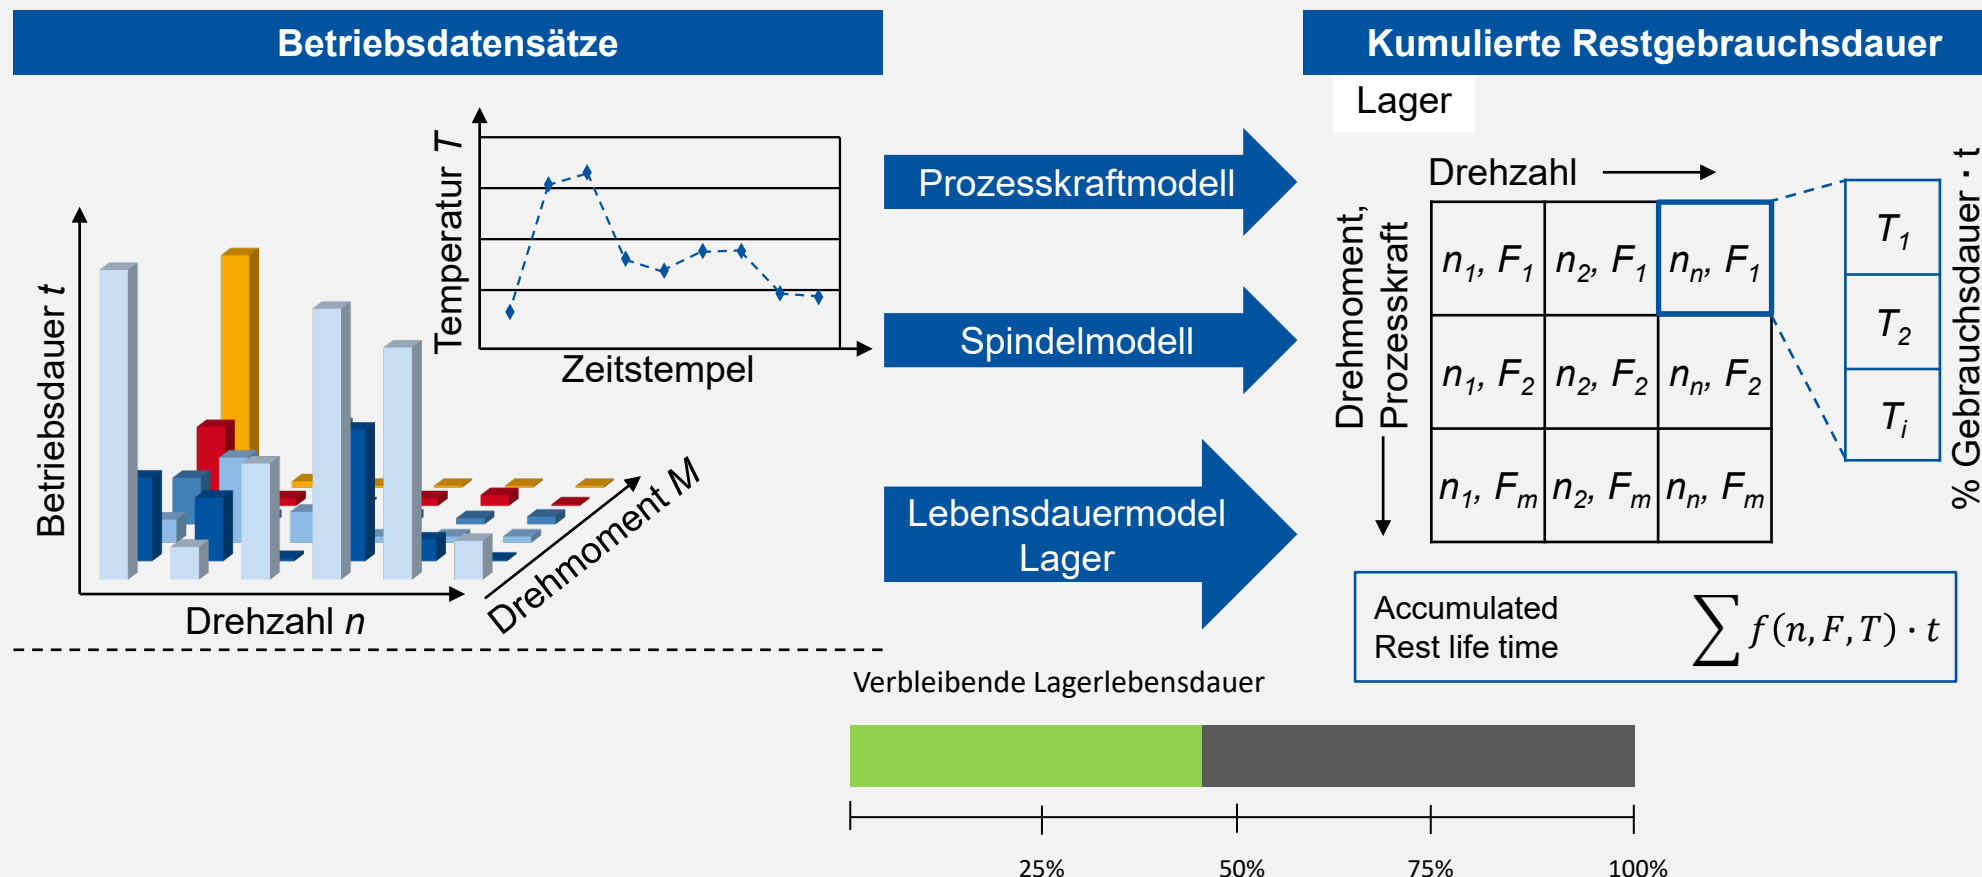 Betriebsdatensätze
Kumulierte Restgebrauchsdauer
Lager
Temperatur T
Zeitstempel
Betriebsdauer t
Drehzahl n
Drehmoment M
Prozesskraftmodell
Spindelmodell
Lebensdauermodel
Lager
Drehzahl
Drehmoment,
Prozesskraft
n1, F1 n2, F1 nn, F1
n1, F2 n2, F2 nn, F2
n1, Fm n2, Fm nn, Fm
T1
T2
Ti
% Gebrauchsdauer · t
Accumulated
Rest life time
∑ f(n, F, T) · t
Verbleibende Lagerlebensdauer
25% 50% 75% 100%